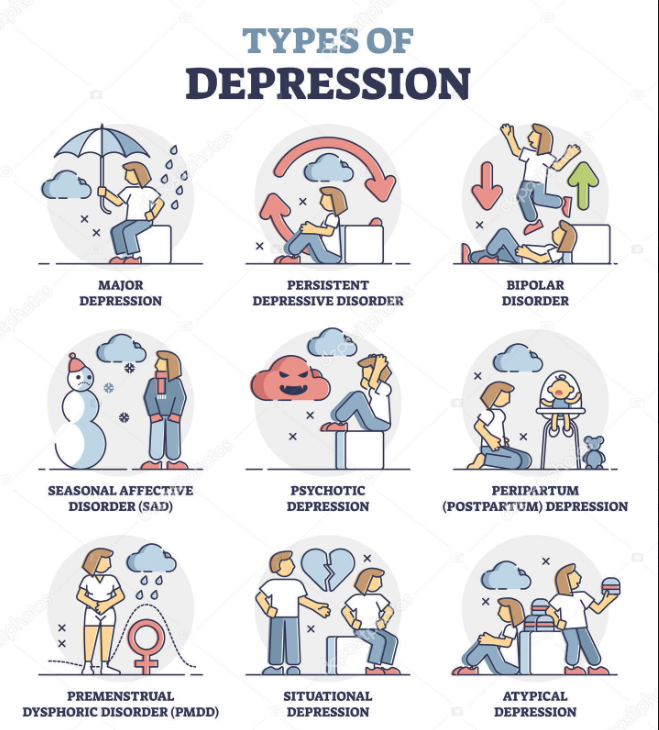 TYPES OF
DEPRESSION
MAJOR
DEPRESSION
PERSISTENT
DEPRESSIVE DISORDER
BIPOLAR
DISORDER
SEASONAL AFFECTIVE
DISORDER (SAD)
PSYCHOTIC
DEPRESSION
PERIPARTUM
(POSTPARTUM) DEPRESSION
PREMENSTRUAL
DYSPHORIC DISORDER (PMDD)
SITUATIONAL
DEPRESSION
ATYPICAL
DEPRESSION